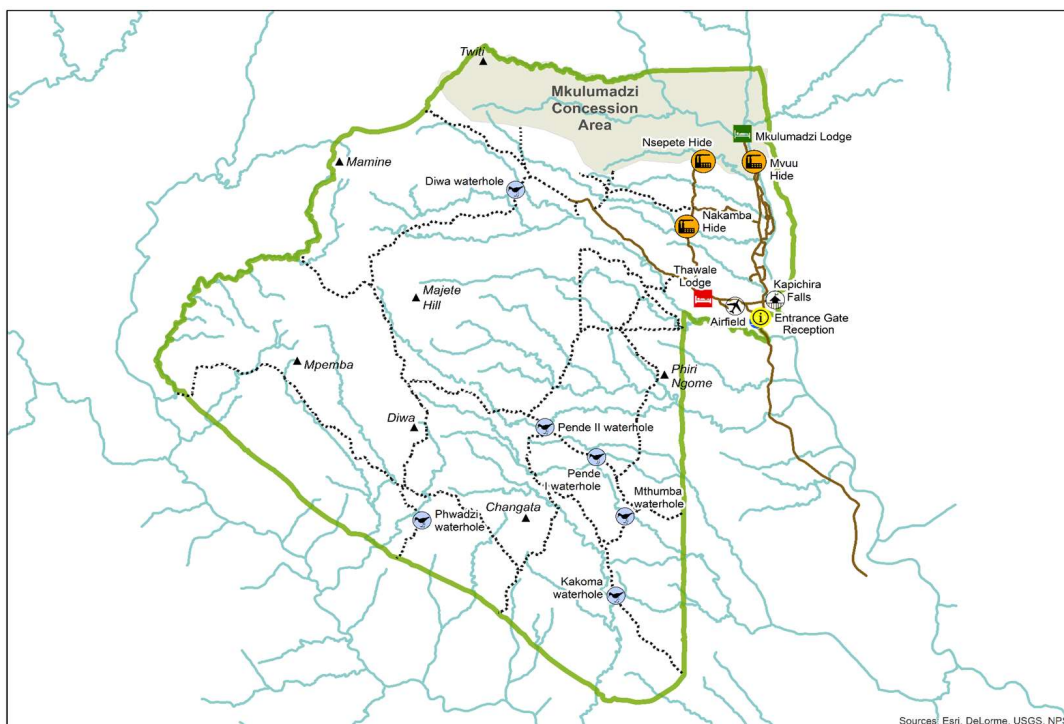 Twiti
Mkulumadzi
Concession
Area
Mkulumadzi Lodge
Nsepete Hide
Mvuu
Hide
Mamine
Diwa waterhole
Nakamba
Hide
Thawale
Lodge
Kapichira
Falls
Majete
Hill
Airfield
Entrance Gate
Reception
Mpemba
Phiri
Ngome
Diwa
Pende II waterhole
Pende
I waterhole
Mthumba
waterhole
Changata
Phwadzi
waterhole
Kakoma
waterhole
Sources: Esri, DeLorme, USGS, NPS